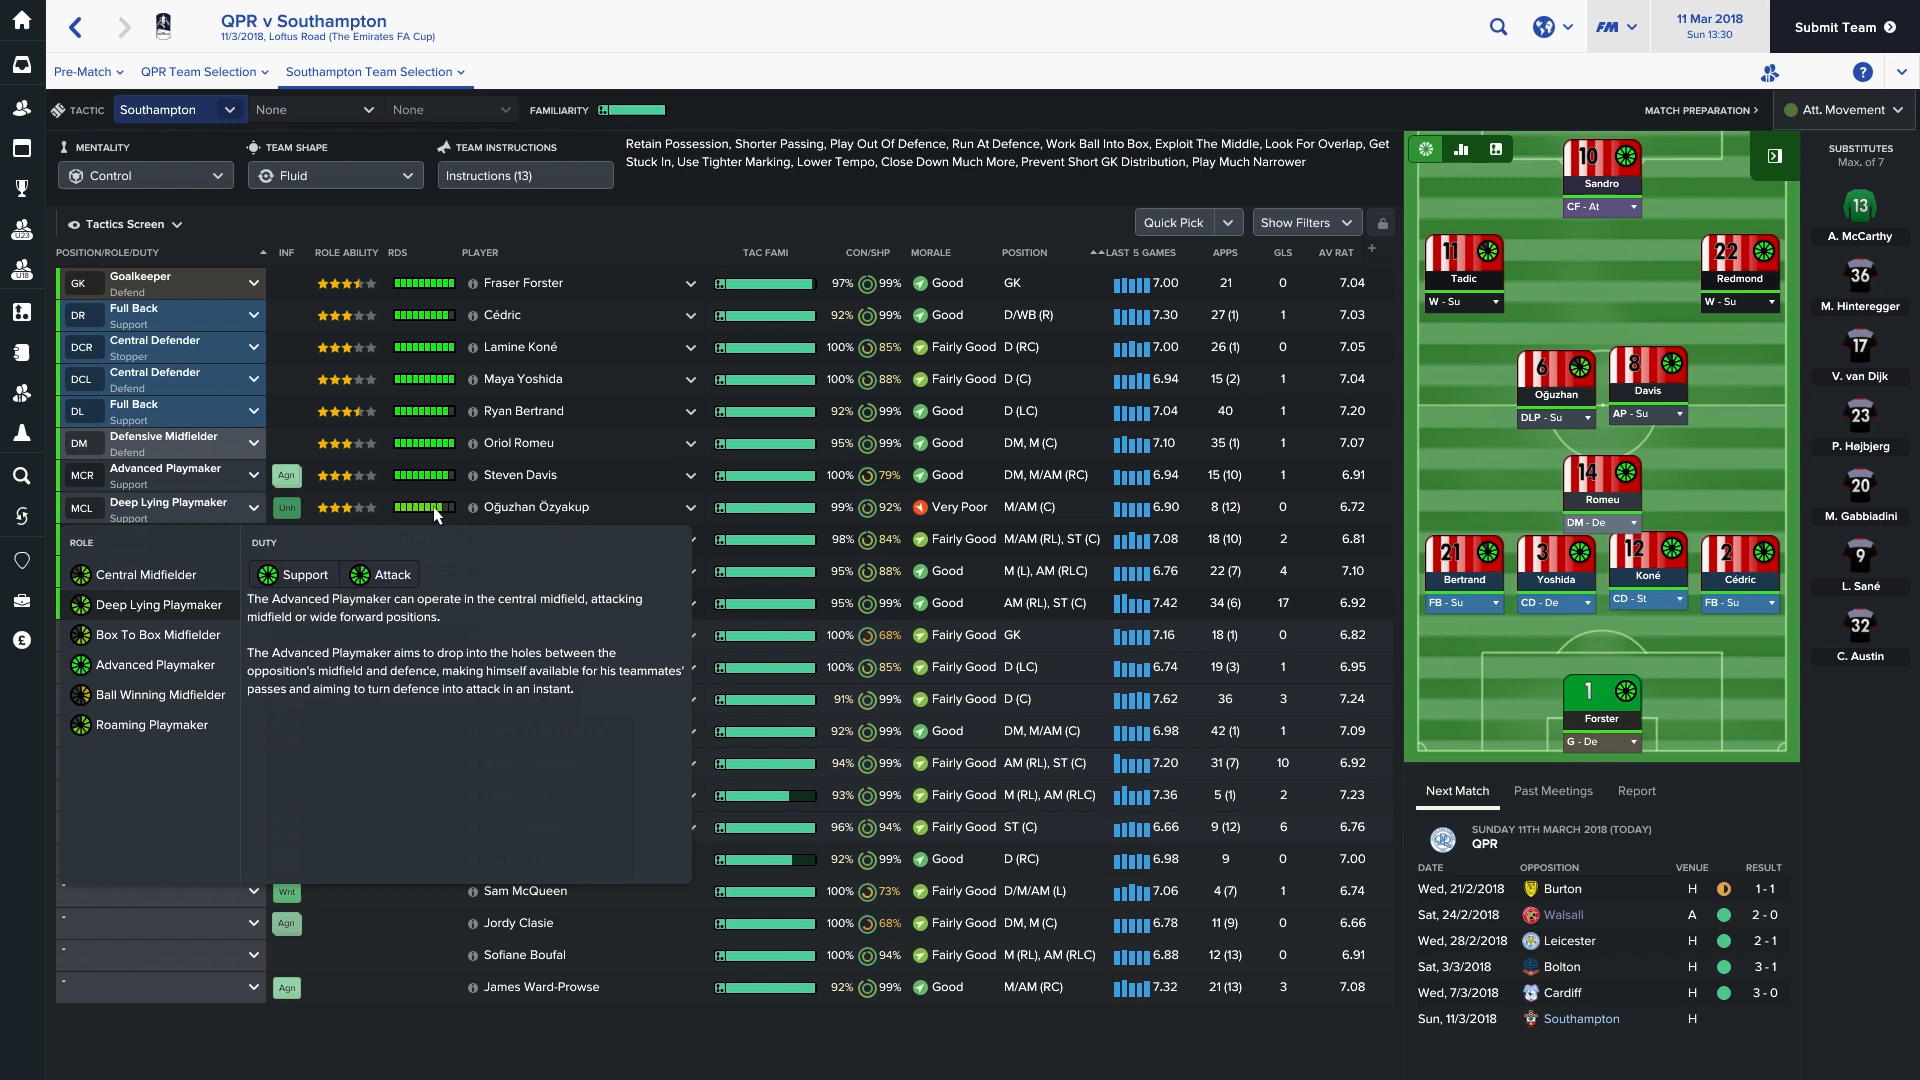 QPR v Southampton
11/3/2018, Loftus Road (The Emirates FA Cup)
FM
11 Mar 2018
Sun 13:30
Submit Team
Pre-Match
QPR Team Selection
Southampton Team Selection
?
TACTIC Southampton None None FAMILIARITY
MATCH PREPARATION > Att. Movement
MENTALITY TEAM SHAPE TEAM INSTRUCTIONS
Control Fluid Instructions (13)
Retain Possession, Shorter Passing, Play Out Of Defence, Run At Defence, Work Ball Into Box, Exploit The Middle, Look For Overlap, Get
Stuck In, Use Tighter Marking, Lower Tempo, Close Down Much More, Prevent Short GK Distribution, Play Much Narrower
Tactics Screen
Quick Pick Show Filters
POSITION/ROLE/DUTY INF ROLE ABILITY RDS PLAYER TAC FAMI CON/SHP MORALE POSITION LAST 5 GAMES APPS GLS AV RAT +
GK Goalkeeper Defend Fraser Forster 97% 99% Good GK 7.00 21 0 7.04
DR Full Back Support Cédric 92% 99% Good D/WB (R) 7.30 27 (1) 1 7.03
DCR Central Defender Stopper Lamine Koné 100% 85% Fairly Good D (RC) 7.00 26 (1) 0 7.05
DCL Central Defender Defend Maya Yoshida 100% 88% Fairly Good D (C) 6.94 15 (2) 1 7.04
DL Full Back Support Ryan Bertrand 92% 99% Good D (LC) 7.04 40 1 7.20
DM Defensive Midfielder Defend Oriol Romeu 95% 99% Good DM, M (C) 7.10 35 (1) 1 7.07
MCR Advanced Playmaker Support Agn Steven Davis 100% 79% Good DM, M/AM (RC) 6.94 15 (10) 1 6.91
MCL Deep Lying Playmaker Support Unh Oğuzhan Özyakup 99% 92% Very Poor M/AM (C) 6.90 8 (12) 0 6.72
98% 84% Fairly Good M/AM (RL), ST (C) 7.08 18 (10) 2 6.81
95% 88% Good M (L), AM (RLC) 6.76 22 (7) 4 7.10
95% 99% Good AM (RL), ST (C) 7.42 34 (6) 17 6.92
100% 68% Fairly Good GK 7.16 18 (1) 0 6.82
100% 85% Fairly Good D (LC) 6.74 19 (3) 1 6.95
91% 99% Fairly Good D (C) 7.62 36 3 7.24
92% 99% Good DM, M/AM (C) 6.98 42 (1) 1 7.09
94% 99% Fairly Good AM (RL), ST (C) 7.20 31 (7) 10 6.92
93% 99% Fairly Good M (RL), AM (RLC) 7.36 5 (1) 2 7.23
96% 94% Fairly Good ST (C) 6.66 9 (12) 6 6.76
92% 99% Good D (RC) 6.98 9 0 7.00
- Wnt Sam McQueen 100% 73% Fairly Good D/M/AM (L) 7.06 4 (7) 1 6.74
- Agn Jordy Clasie 100% 68% Fairly Good DM, M (C) 6.78 11 (9) 0 6.66
- Sofiane Boufal 100% 94% Fairly Good M (RL), AM (RLC) 6.88 12 (13) 0 6.91
- Agn James Ward-Prowse 92% 99% Good M/AM (RC) 7.32 21 (13) 3 7.08
ROLE
Central Midfielder
Deep Lying Playmaker
Box To Box Midfielder
Advanced Playmaker
Ball Winning Midfielder
Roaming Playmaker
DUTY
Support Attack
The Advanced Playmaker can operate in the central midfield, attacking
midfield or wide forward positions.
The Advanced Playmaker aims to drop into the holes between the
opposition's midfield and defence, making himself available for his teammates'
passes and aiming to turn defence into attack in an instant.
10
Sandro
CF - At
11 22
Tadic Redmond
W - Su W - Su
6 8
Oğuzhan Davis
DLP - Su AP - Su
14
Romeu
DM - De
21 3 12 2
Bertrand Yoshida Koné Cédric
FB - Su CD - De CD - St FB - Su
1
Forster
G - De
SUBSTITUTES
Max. of 7
13
A. McCarthy
36
M. Hinteregger
17
V. van Dijk
23
P. Højbjerg
20
M. Gabbiadini
9
L. Sané
32
C. Austin
Next Match Past Meetings Report
SUNDAY 11TH MARCH 2018 (TODAY)
QPR
DATE OPPOSITION VENUE RESULT
Wed, 21/2/2018 Burton H 1 - 1
Sat, 24/2/2018 Walsall A 2 - 0
Wed, 28/2/2018 Leicester H 2 - 1
Sat, 3/3/2018 Bolton H 3 - 1
Wed, 7/3/2018 Cardiff H 3 - 0
Sun, 11/3/2018 Southampton H